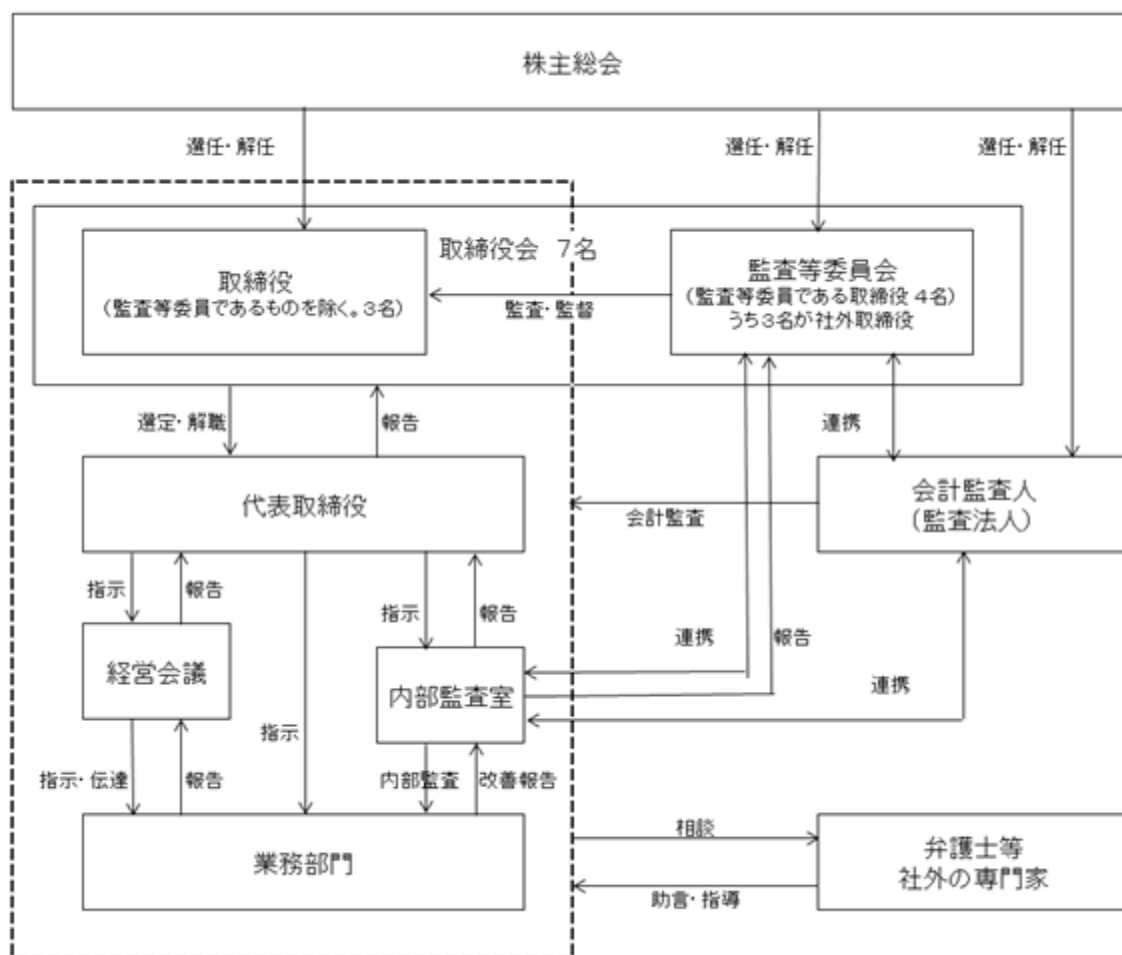 株主総会
選任・解任
選任・解任
選任・解任
取締役会 7名
取締役
(監査等委員であるものを除く。3名)
監査・監督
監査等委員会
(監査等委員である取締役 4名)
うち3名が社外取締役
選定・解職
報告
連携
代表取締役
会計監査
会計監査人
(監査法人)
指示
報告
指示
報告
経営会議
内部監査室
連携
報告
連携
指示
指示・伝達
報告
内部監査
改善報告
業務部門
相談
助言・指導
弁護士等
社外の専門家